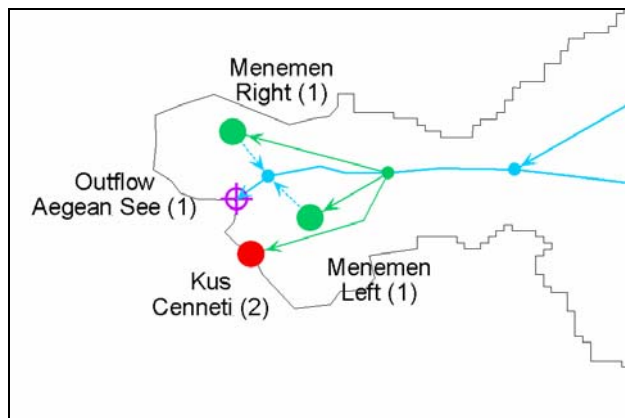 Menemen
Right (1)
Outflow
Aegean See (1)
Kus
Cenneti (2)
Menemen
Left (1)